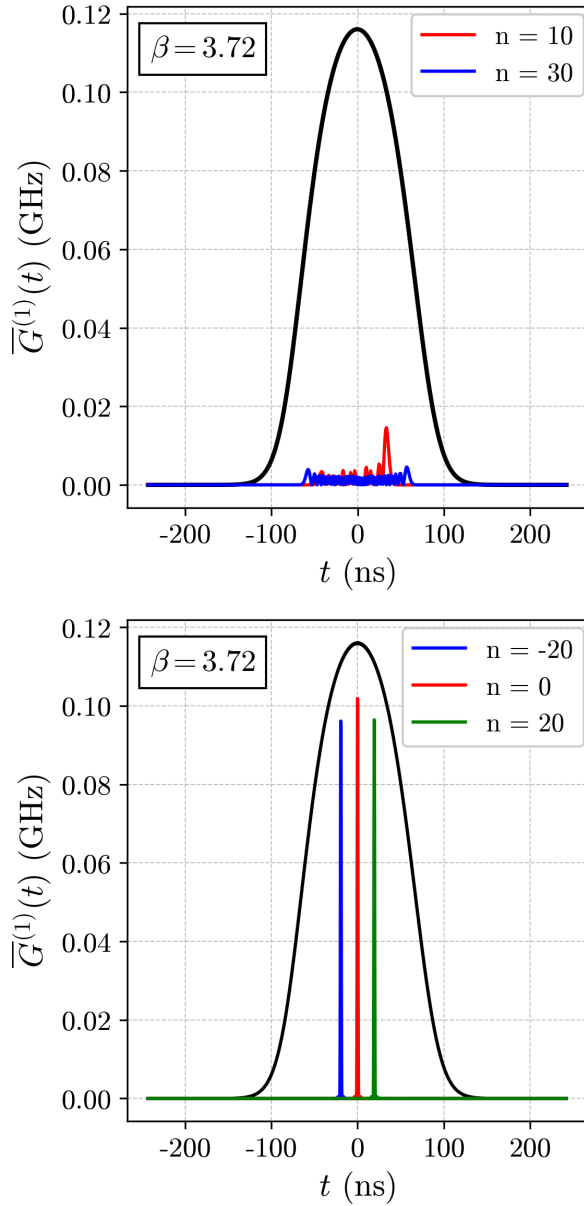 β = 3.72
n = 10
n = 30
0.12
0.10
0.08
0.06
0.04
0.02
0.00
G̅⁽¹⁾(t) (GHz)
-200 -100 0 100 200
t (ns)
β = 3.72
n = -20
n = 0
n = 20
0.12
0.10
0.08
0.06
0.04
0.02
0.00
G̅⁽¹⁾(t) (GHz)
-200 -100 0 100 200
t (ns)